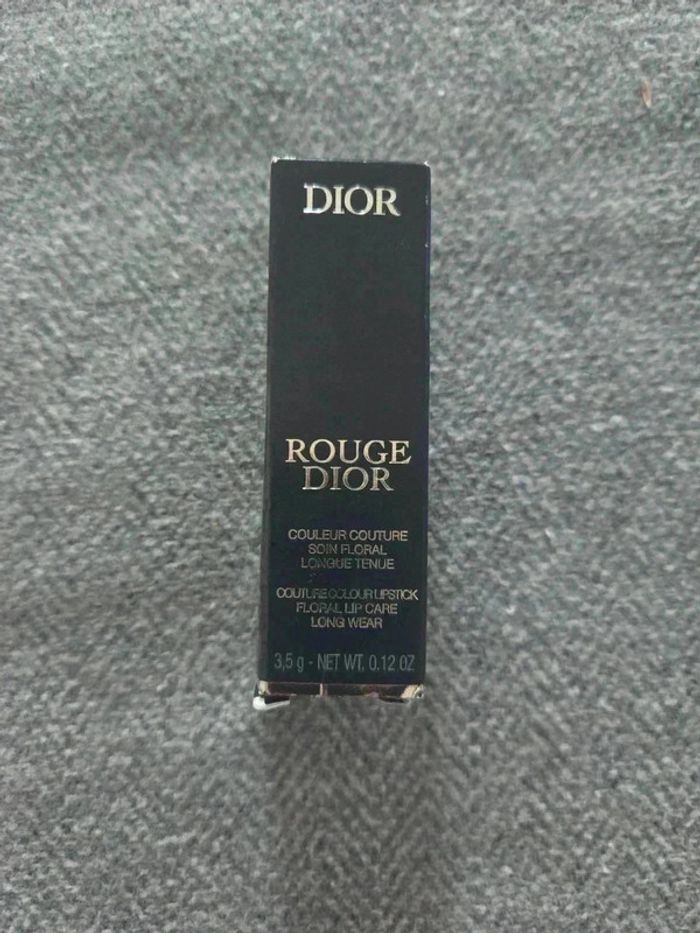 DIOR
ROUGE
DIOR
COULEUR COUTURE
SOIN FLORAL
LONGUE TENUE
COUTURE COLOUR LIPSTICK
FLORAL LIP CARE
LONG WEAR
3,5 g - NET WT. 0.12 OZ